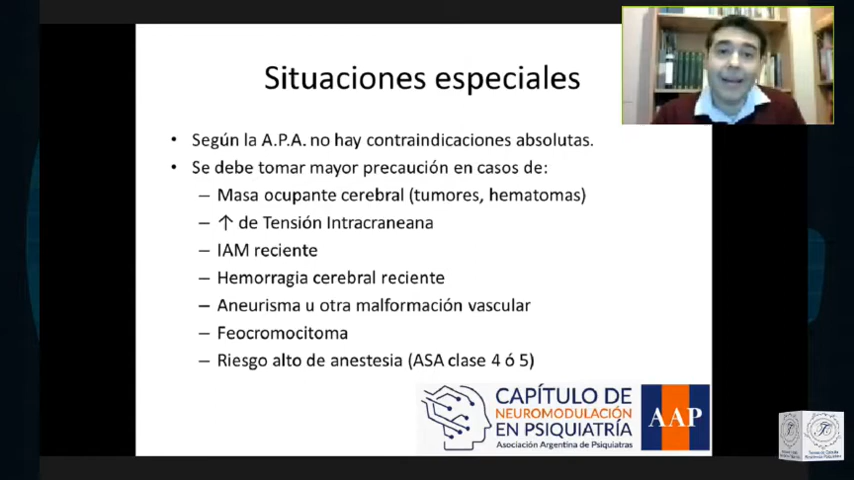 Situaciones especiales
• Según la A.P.A. no hay contraindicaciones absolutas.
• Se debe tomar mayor precaución en casos de:
– Masa ocupante cerebral (tumores, hematomas)
– ↑ de Tensión Intracraneana
– IAM reciente
– Hemorragia cerebral reciente
– Aneurisma u otra malformación vascular
– Feocromocitoma
– Riesgo alto de anestesia (ASA clase 4 ó 5)
CAPÍTULO DE
NEUROMODULACIÓN
EN PSIQUIATRÍA
Asociación Argentina de Psiquiatras
AAP